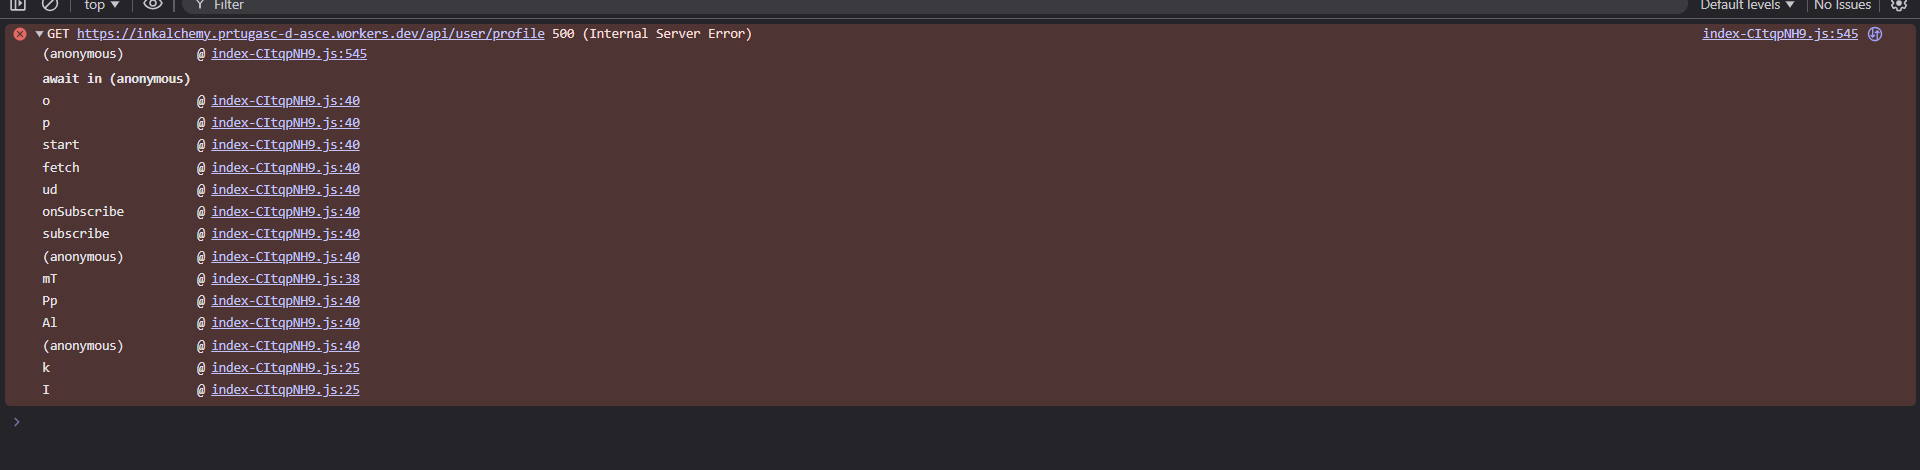 top Filter Default levels No Issues
GET https://inkalchemy.prtugasc-d-asce.workers.dev/api/user/profile 500 (Internal Server Error) index-CItqpNH9.js:545
(anonymous) @ index-CItqpNH9.js:545
await in (anonymous)
o @ index-CItqpNH9.js:40
p @ index-CItqpNH9.js:40
start @ index-CItqpNH9.js:40
fetch @ index-CItqpNH9.js:40
ud @ index-CItqpNH9.js:40
onSubscribe @ index-CItqpNH9.js:40
subscribe @ index-CItqpNH9.js:40
(anonymous) @ index-CItqpNH9.js:40
mT @ index-CItqpNH9.js:38
Pp @ index-CItqpNH9.js:40
Al @ index-CItqpNH9.js:40
(anonymous) @ index-CItqpNH9.js:40
k @ index-CItqpNH9.js:25
I @ index-CItqpNH9.js:25